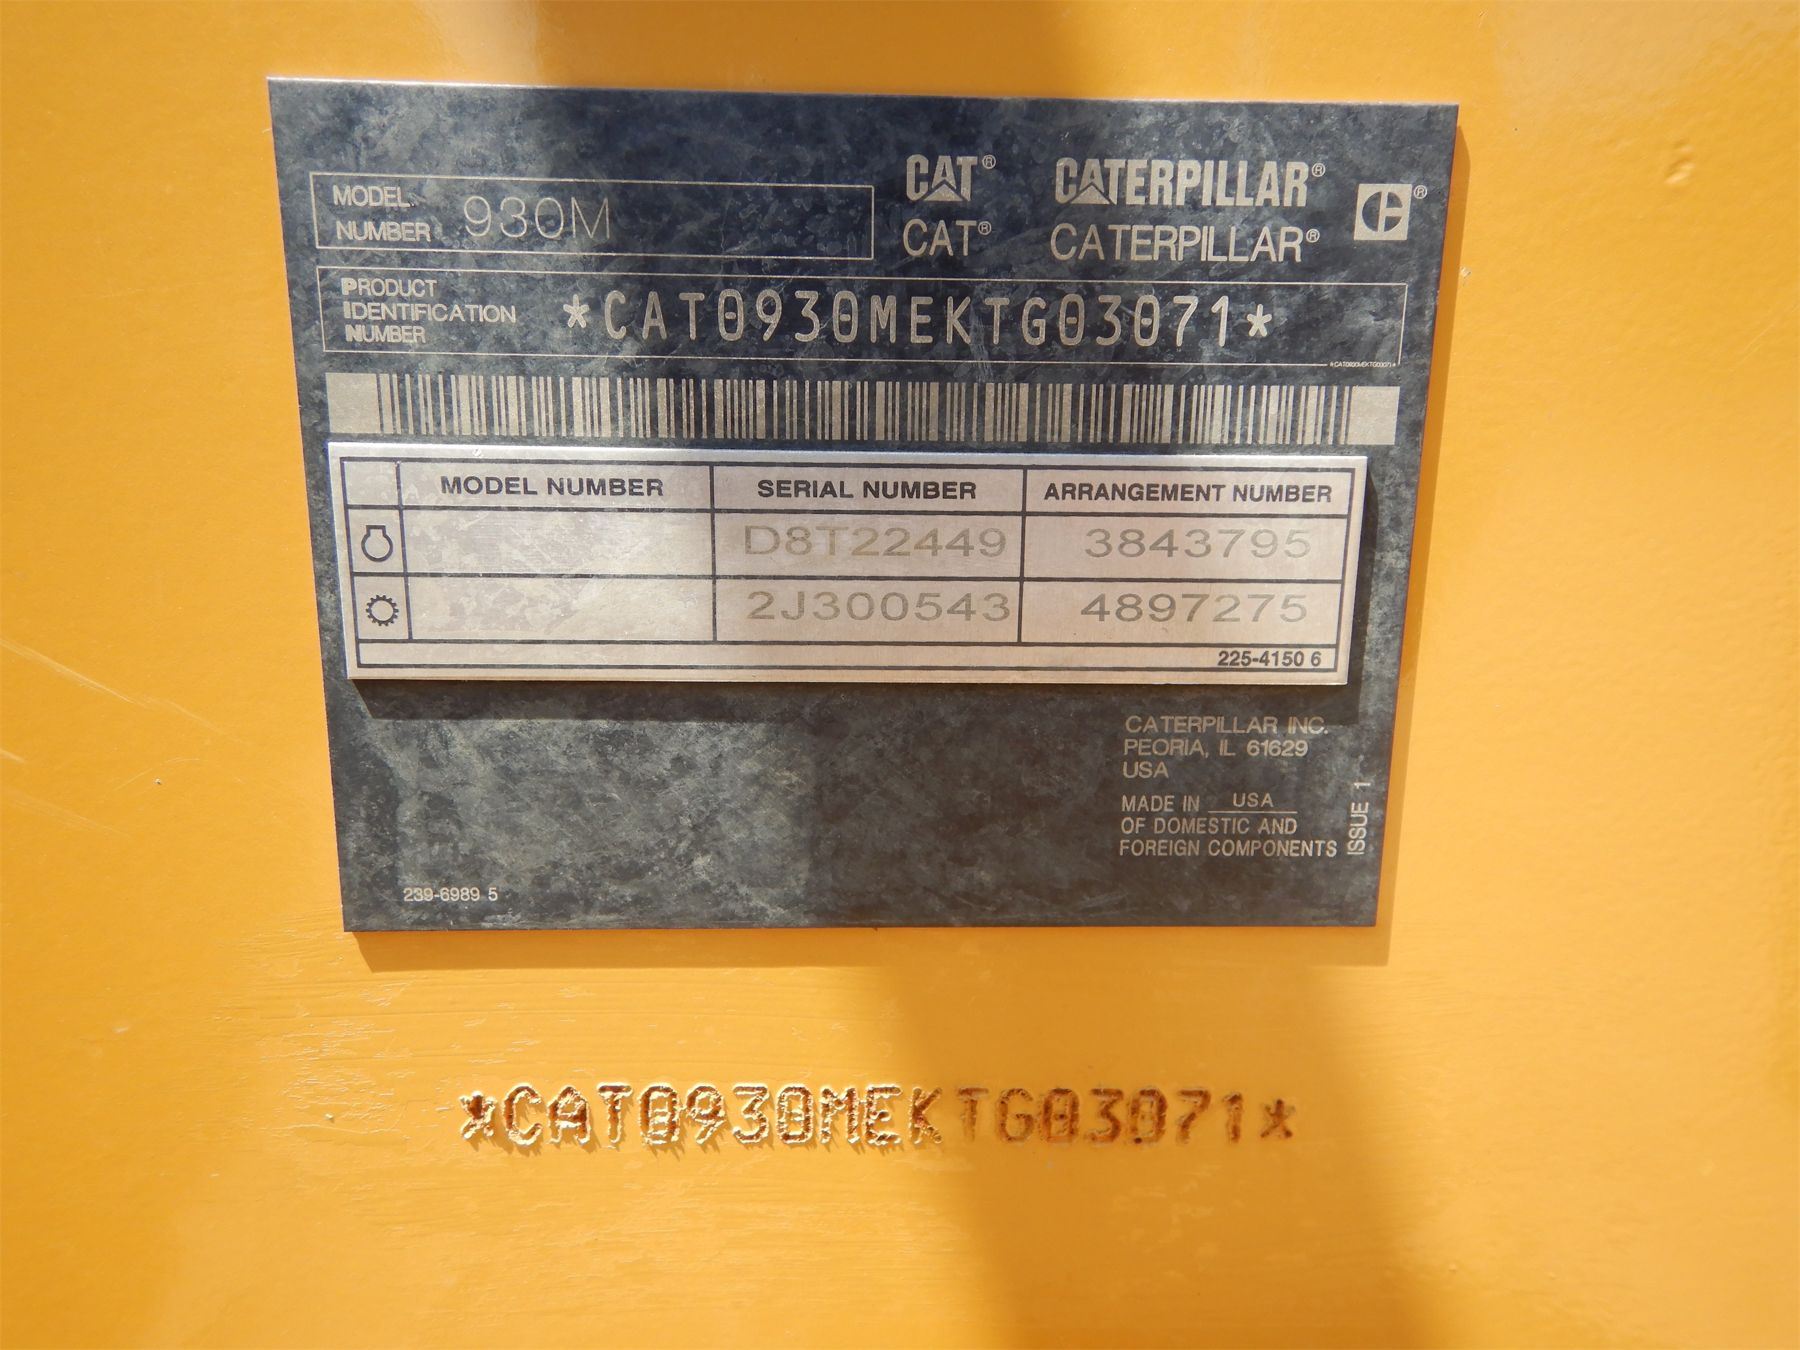 MODEL NUMBER 930M
CAT® CATERPILLAR® ®
CAT® CATERPILLAR®
PRODUCT IDENTIFICATION NUMBER *CAT0930MEKTG03071*
*CAT0930MEKTG03071*
MODEL NUMBER SERIAL NUMBER ARRANGEMENT NUMBER
D8T22449 3843795
2J300543 4897275
225-4150 6
CATERPILLAR INC.
PEORIA, IL 61629
USA
MADE IN USA
OF DOMESTIC AND
FOREIGN COMPONENTS
ISSUE 1
239-6989 5
*CAT0930MEKTG03071*